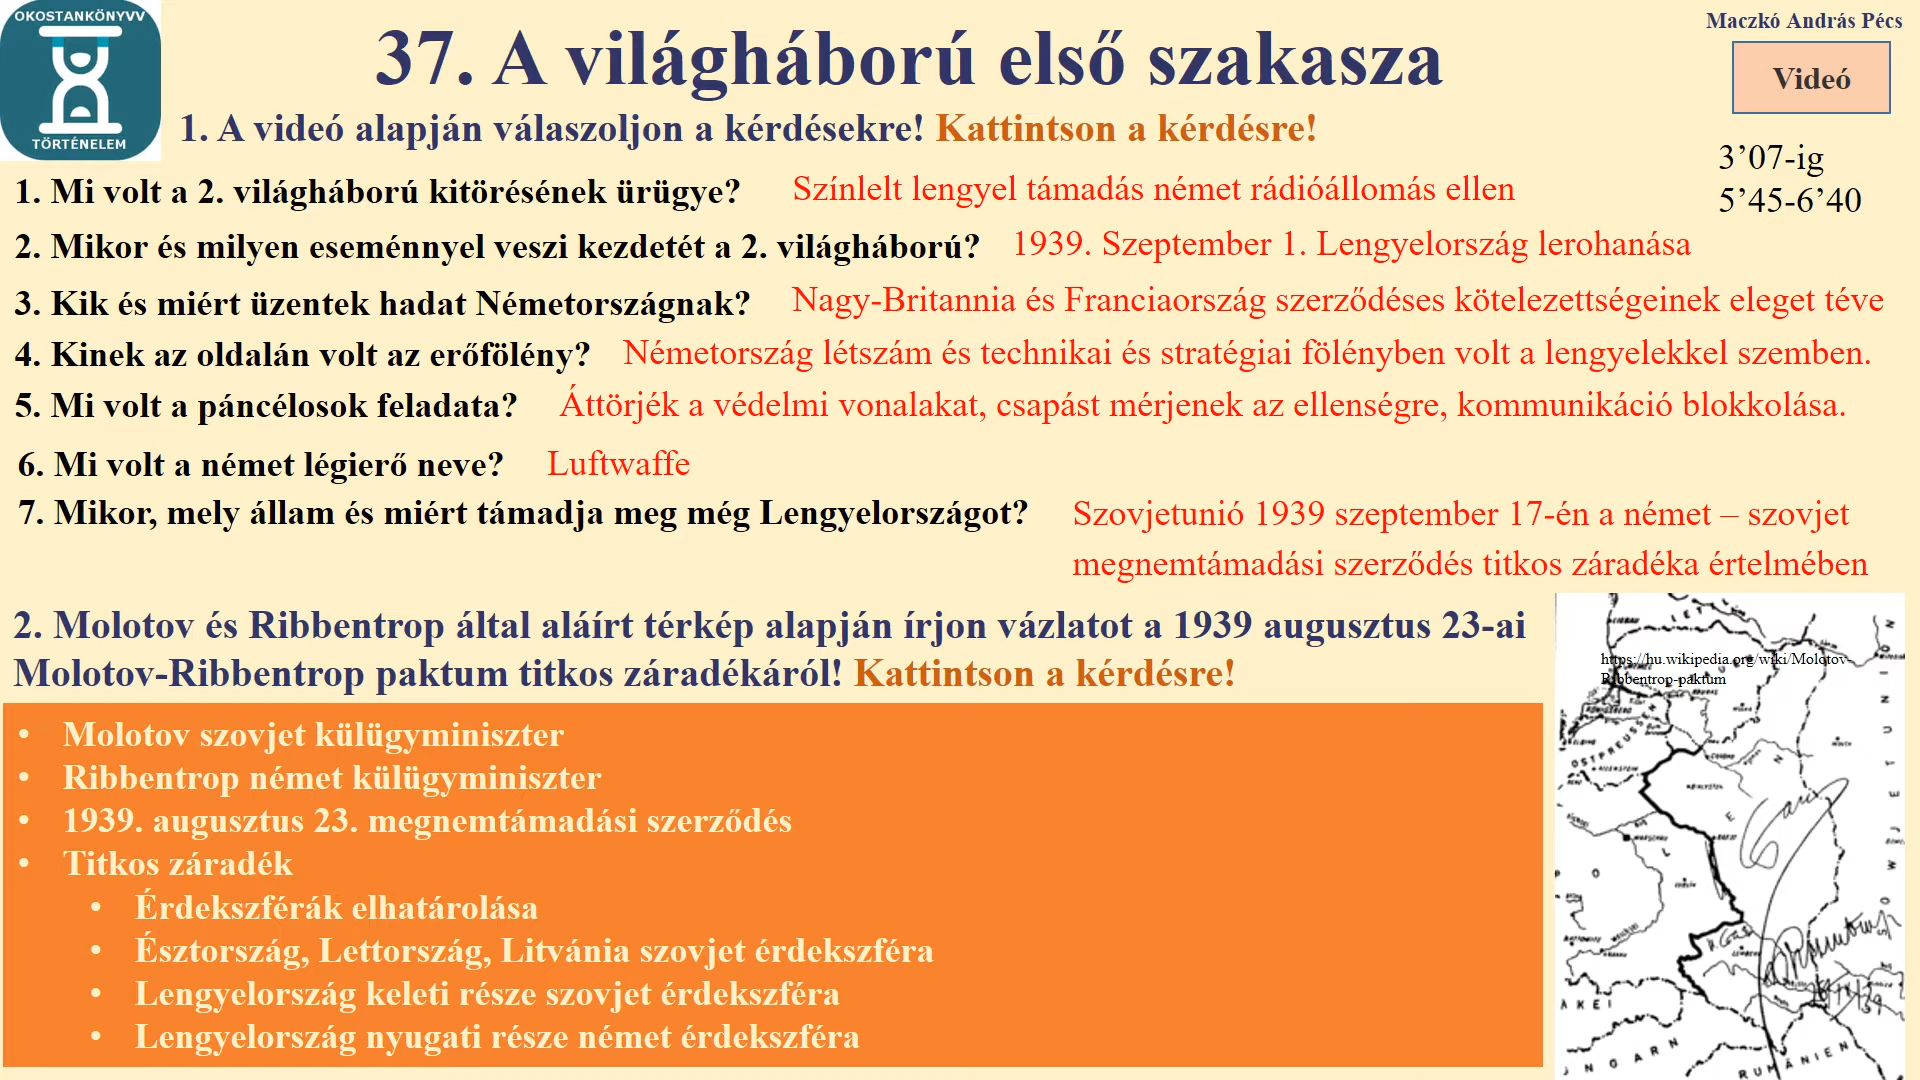 OKOSTANKÖNYVV
TÖRTÉNELEM
37. A világháború első szakasza
Maczkó András Pécs
Videó
1. A videó alapján válaszoljon a kérdésekre! Kattintson a kérdésre!
3’07-ig
5’45-6’40
1. Mi volt a 2. világháború kitörésének ürügye? Színlelt lengyel támadás német rádióállomás ellen
2. Mikor és milyen eseménnyel veszi kezdetét a 2. világháború? 1939. Szeptember 1. Lengyelország lerohanása
3. Kik és miért üzentek hadat Németországnak? Nagy-Britannia és Franciaország szerződéses kötelezettségeinek eleget téve
4. Kinek az oldalán volt az erőfölény? Németország létszám és technikai és stratégiai fölényben volt a lengyelekkel szemben.
5. Mi volt a páncélosok feladata? Áttörjék a védelmi vonalakat, csapást mérjenek az ellenségre, kommunikáció blokkolása.
6. Mi volt a német légierő neve? Luftwaffe
7. Mikor, mely állam és miért támadja meg még Lengyelországot? Szovjetunió 1939 szeptember 17-én a német – szovjet
megnemtámadási szerződés titkos záradéka értelmében
2. Molotov és Ribbentrop által aláírt térkép alapján írjon vázlatot a 1939 augusztus 23-ai
Molotov-Ribbentrop paktum titkos záradékáról! Kattintson a kérdésre!
• Molotov szovjet külügyminiszter
• Ribbentrop német külügyminiszter
• 1939. augusztus 23. megnemtámadási szerződés
• Titkos záradék
• Érdekszférák elhatárolása
• Észtország, Lettország, Litvánia szovjet érdekszféra
• Lengyelország keleti része szovjet érdekszféra
• Lengyelország nyugati része német érdekszféra
https://hu.wikipedia.org/wiki/Molotov-
Ribbentrop-paktum
OSTPREUSSEN
WARSCHAU
SOWJETUNION
UNGARN
RUMÄNIEN